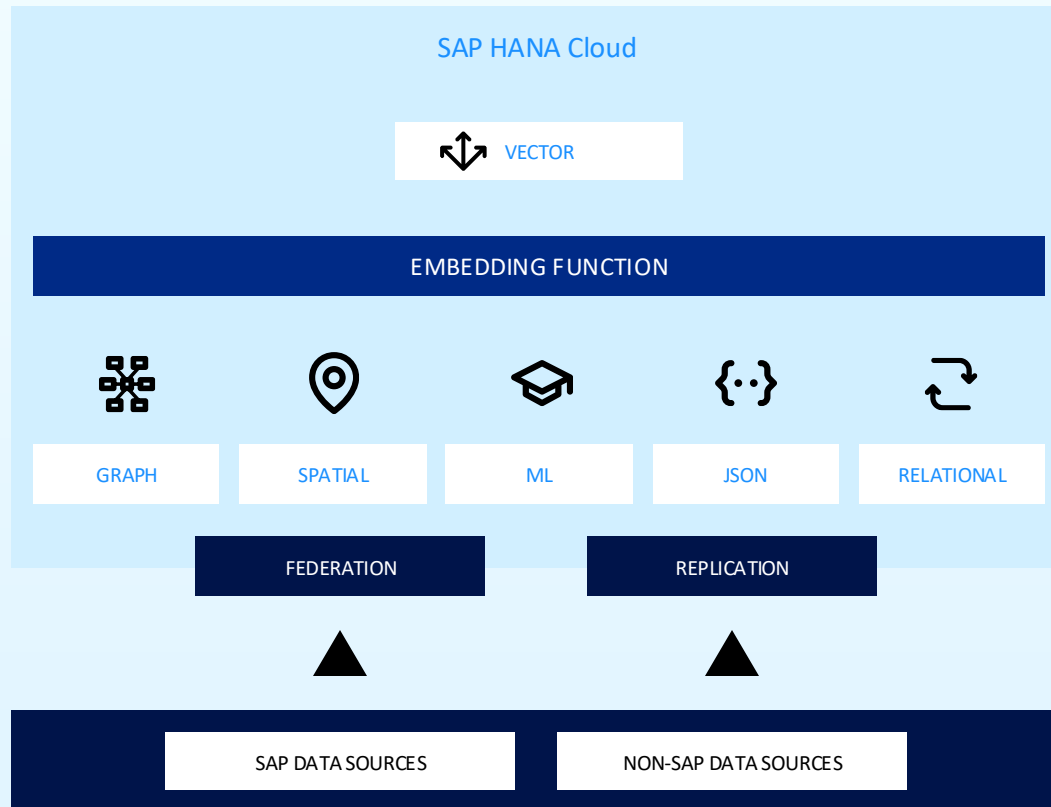 SAP HANA Cloud
VECTOR
EMBEDDING FUNCTION
GRAPH
SPATIAL
ML
JSON
RELATIONAL
FEDERATION
REPLICATION
SAP DATA SOURCES
NON-SAP DATA SOURCES